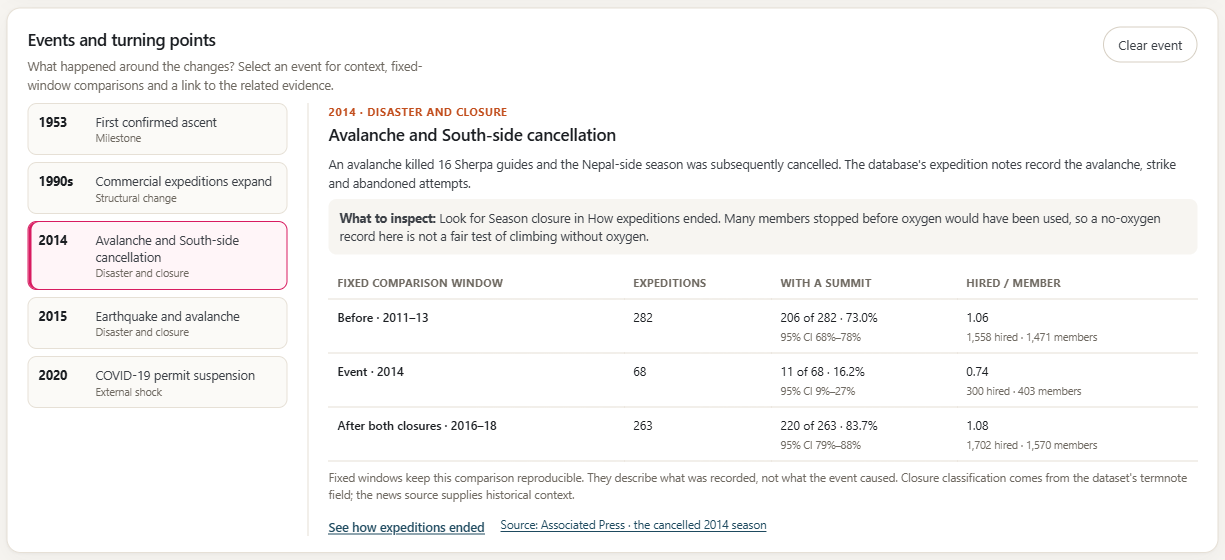 Events and turning points
Clear event
What happened around the changes? Select an event for context, fixed-
window comparisons and a link to the related evidence.
1953 First confirmed ascent
Milestone
1990s Commercial expeditions expand
Structural change
2014 Avalanche and South-side
cancellation
Disaster and closure
2015 Earthquake and avalanche
Disaster and closure
2020 COVID-19 permit suspension
External shock
2014 · DISASTER AND CLOSURE
Avalanche and South-side cancellation
An avalanche killed 16 Sherpa guides and the Nepal-side season was subsequently cancelled. The database's expedition notes record the avalanche, strike
and abandoned attempts.
What to inspect: Look for Season closure in How expeditions ended. Many members stopped before oxygen would have been used, so a no-oxygen
record here is not a fair test of climbing without oxygen.
FIXED COMPARISON WINDOW EXPEDITIONS WITH A SUMMIT HIRED / MEMBER
Before · 2011–13 282 206 of 282 · 73.0% 1.06
95% CI 68%–78% 1,558 hired · 1,471 members
Event · 2014 68 11 of 68 · 16.2% 0.74
95% CI 9%–27% 300 hired · 403 members
After both closures · 2016–18 263 220 of 263 · 83.7% 1.08
95% CI 79%–88% 1,702 hired · 1,570 members
Fixed windows keep this comparison reproducible. They describe what was recorded, not what the event caused. Closure classification comes from the dataset's termnote
field; the news source supplies historical context.
See how expeditions ended Source: Associated Press · the cancelled 2014 season